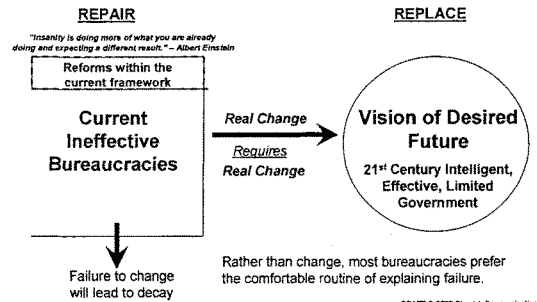 REPAIR
"Insanity is doing more of what you are already
doing and expecting a different result." – Albert Einstein
Reforms within the
current framework
Current
Ineffective
Bureaucracies
Failure to change
will lead to decay
Real Change
Requires
Real Change
REPLACE
Vision of Desired
Future
21st Century Intelligent,
Effective, Limited
Government
Rather than change, most bureaucracies prefer
the comfortable routine of explaining failure.